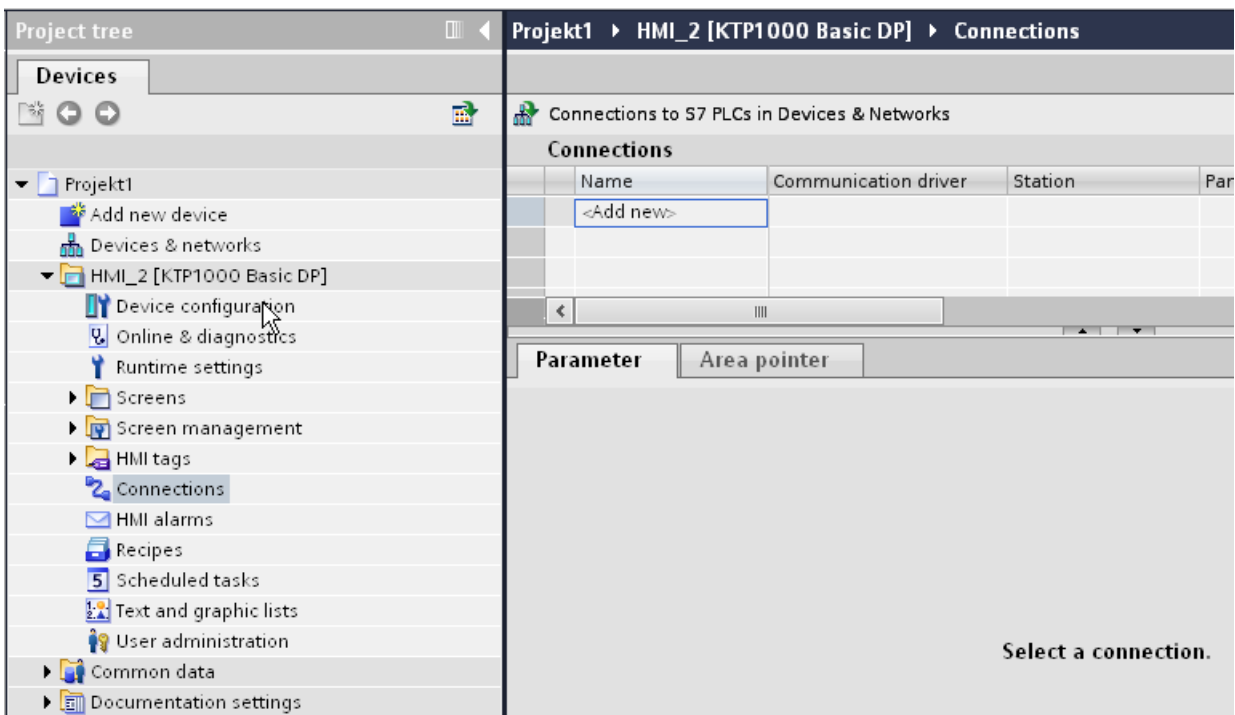 Project tree
Devices
Projekt1
Add new device
Devices & networks
HMI_2 [KTP1000 Basic DP]
Device configuration
Online & diagnostics
Runtime settings
Screens
Screen management
HMI tags
Connections
HMI alarms
Recipes
Scheduled tasks
Text and graphic lists
User administration
Common data
Documentation settings
Projekt1 HMI_2 [KTP1000 Basic DP] Connections
Connections to S7 PLCs in Devices & Networks
Connections
Name Communication driver Station Par
<Add new>
Parameter Area pointer
Select a connection.